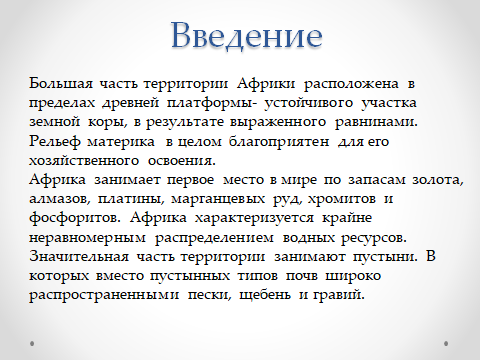 Введение
Большая часть территории Африки расположена в
пределах древней платформы- устойчивого участка
земной коры, в результате выраженного равнинами.
Рельеф материка в целом благоприятен для его
хозяйственного освоения.
Африка занимает первое место в мире по запасам золота,
алмазов, платины, марганцевых руд, хромитов и
фосфоритов. Африка характеризуется крайне
неравномерным распределением водных ресурсов.
Значительная часть территории занимают пустыни. В
которых вместо пустынных типов почв широко
распространенными пески, щебень и гравий.